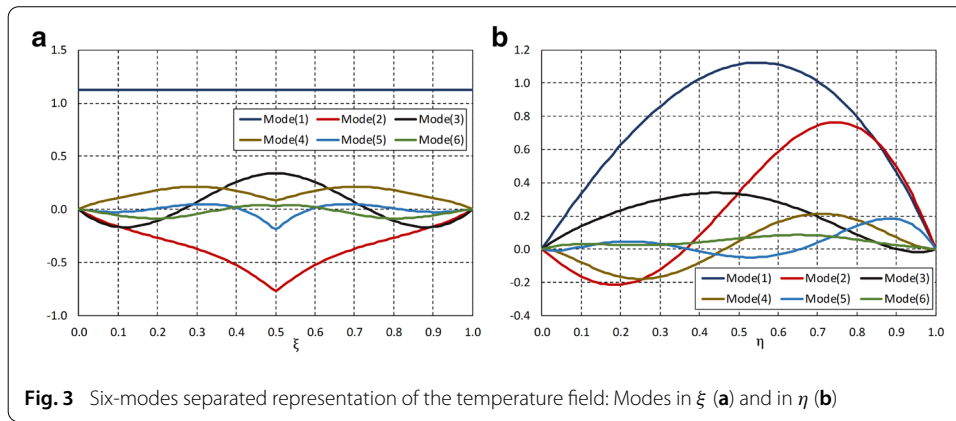 a
1.5
1.0
0.5
0.0
-0.5
-1.0
Mode(1) Mode(2) Mode(3)
Mode(4) Mode(5) Mode(6)
0.0 0.1 0.2 0.3 0.4 0.5 0.6 0.7 0.8 0.9 1.0
ξ
b
1.2
1.0
0.8
0.6
0.4
0.2
0.0
-0.2
-0.4
Mode(1) Mode(2) Mode(3)
Mode(4) Mode(5) Mode(6)
0.0 0.1 0.2 0.3 0.4 0.5 0.6 0.7 0.8 0.9 1.0
η
Fig. 3 Six-modes separated representation of the temperature field: Modes in ξ (a) and in η (b)